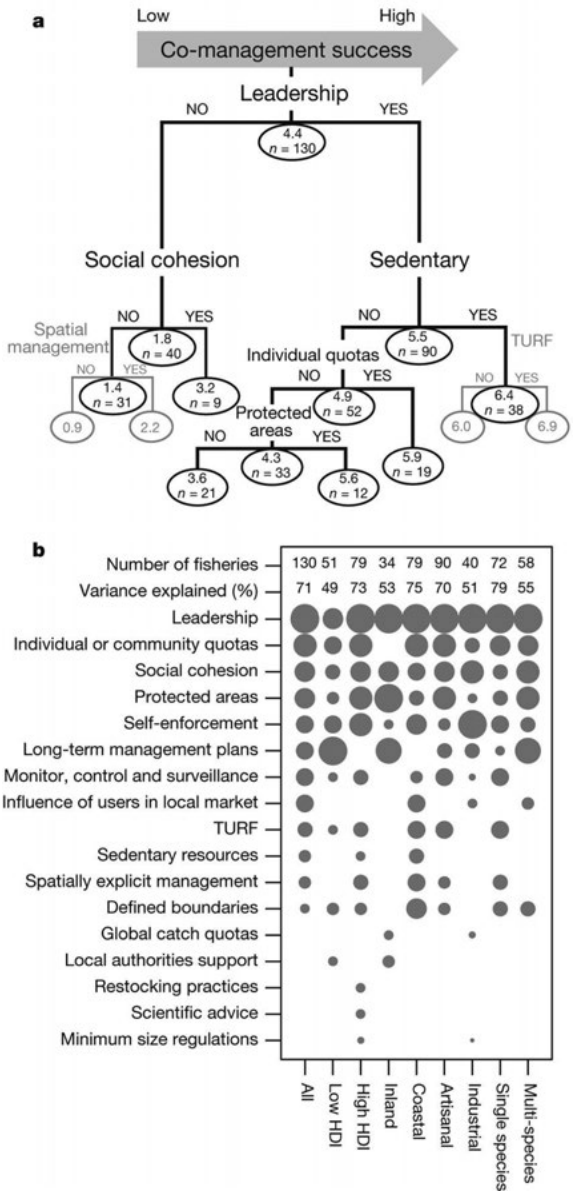 a
Low High
Co-management success
Leadership
NO YES
4.4
n = 130
Social cohesion Sedentary
NO YES NO YES
Spatial
management
1.8
n = 40
5.5
n = 90
TURF
Individual quotas
NO YES
1.4
n = 31
3.2
n = 9
NO YES
4.9
n = 52
NO YES
6.4
n = 38
0.9 2.2
Protected
areas
6.0 6.9
NO YES
4.3
n = 33
5.9
n = 19
3.6
n = 21
5.6
n = 12
b
Number of fisheries 130 51 79 34 79 90 40 72 58
Variance explained (%) 71 49 73 53 75 70 51 79 55
Leadership
Individual or community quotas
Social cohesion
Protected areas
Self-enforcement
Long-term management plans
Monitor, control and surveillance
Influence of users in local market
TURF
Sedentary resources
Spatially explicit management
Defined boundaries
Global catch quotas
Local authorities support
Restocking practices
Scientific advice
Minimum size regulations
All
Low HDI
High HDI
Inland
Coastal
Artisanal
Industrial
Single species
Multi-species